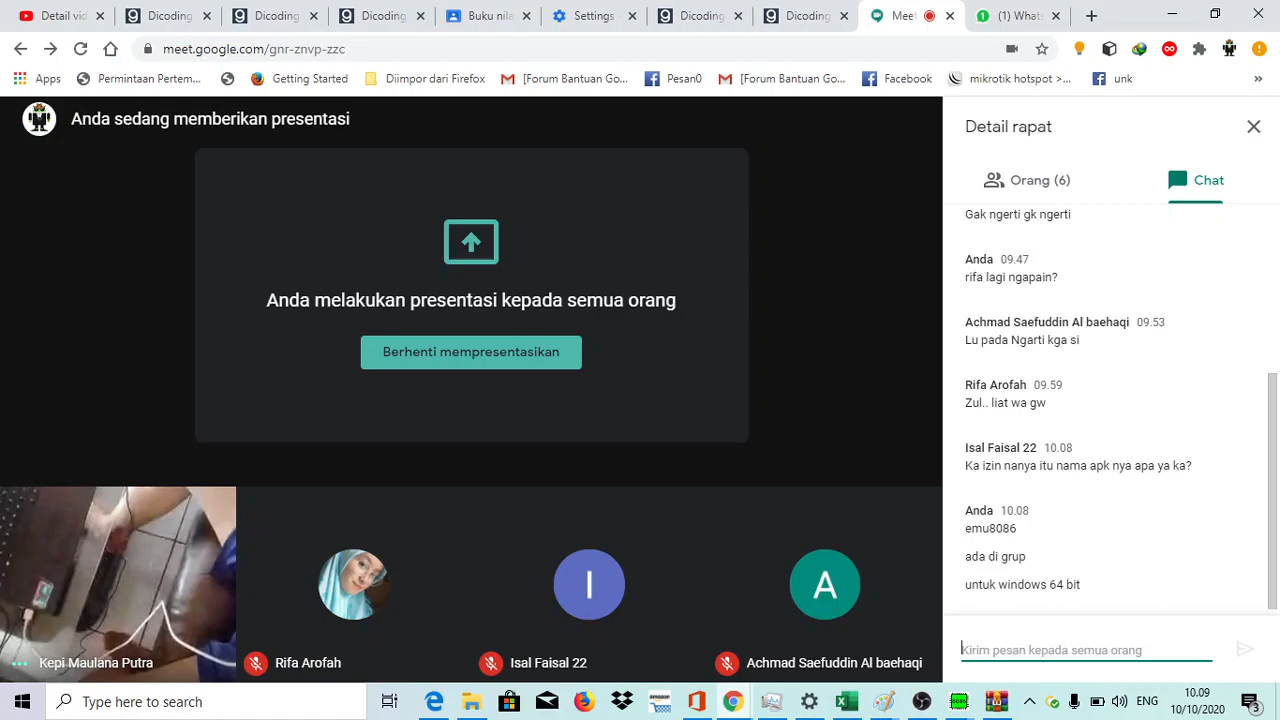 Detail vid
Dicoding
Dicoding
Dicoding
Buku nila
Settings
Dicoding
Dicoding
Meet
(1) Whats
meet.google.com/gnr-znvp-zzc
Apps
Permintaan Pertem...
Getting Started
Diimpor dari Firefox
[Forum Bantuan Go...
Pesan0
[Forum Bantuan Go...
Facebook
mikrotik hotspot >...
unk
»
Anda sedang memberikan presentasi
Anda melakukan presentasi kepada semua orang
Berhenti mempresentasikan
Kepi Maulana Putra
Rifa Arofah
I
Isal Faisal 22
A
Achmad Saefuddin Al baehaqi
Detail rapat
Orang (6)
Chat
Gak ngerti gk ngerti
Anda 09.47
rifa lagi ngapain?
Achmad Saefuddin Al baehaqi 09.53
Lu pada Ngarti kga si
Rifa Arofah 09.59
Zul.. liat wa gw
Isal Faisal 22 10.08
Ka izin nanya itu nama apk nya apa ya ka?
Anda 10.08
emu8086
ada di grup
untuk windows 64 bit
Kirim pesan kepada semua orang
Type here to search
ENG
10.09
10/10/2020
3